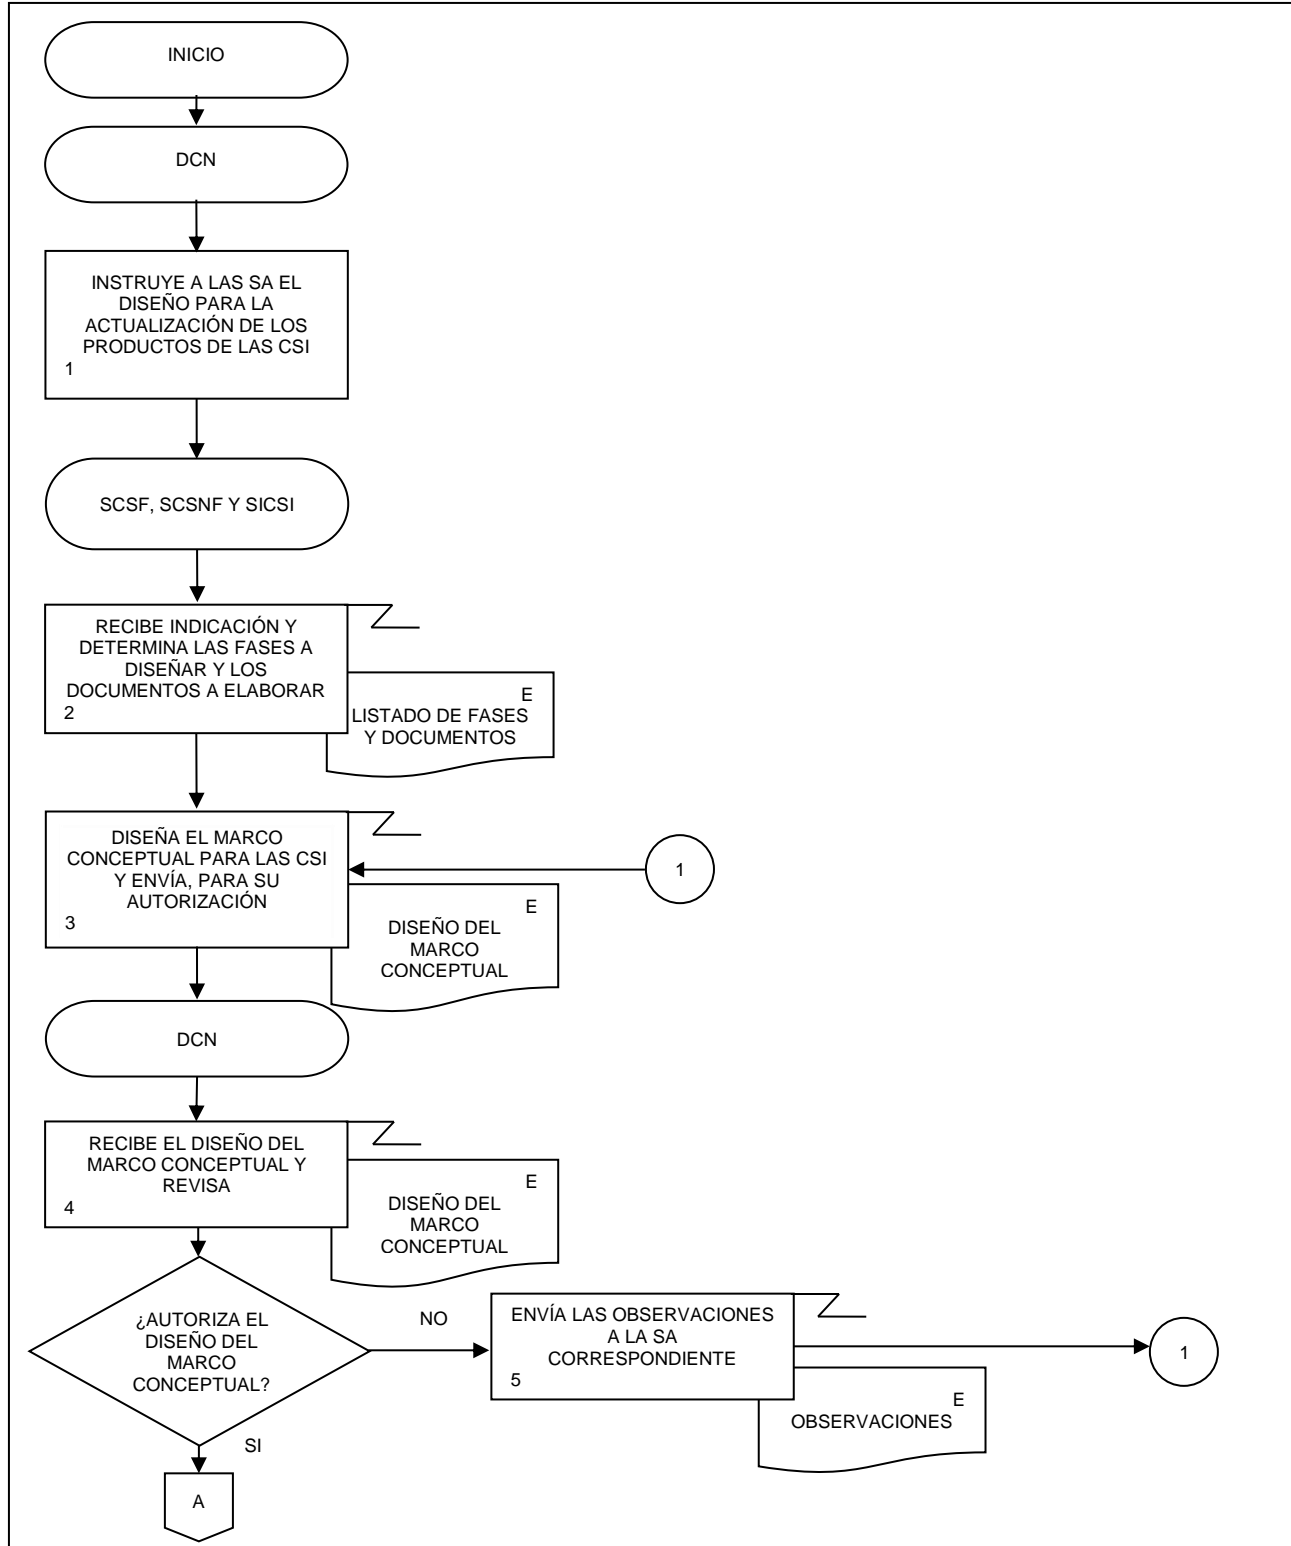 INICIO
DCN
INSTRUYE A LAS SA EL
DISEÑO PARA LA
ACTUALIZACIÓN DE LOS
PRODUCTOS DE LAS CSI
1
SCSF, SCSNF Y SICSI
RECIBE INDICACIÓN Y
DETERMINA LAS FASES A
DISEÑAR Y LOS
DOCUMENTOS A ELABORAR
2
E
LISTADO DE FASES
Y DOCUMENTOS
DISEÑA EL MARCO
CONCEPTUAL PARA LAS CSI
Y ENVÍA, PARA SU
AUTORIZACIÓN
3
1
E
DISEÑO DEL
MARCO
CONCEPTUAL
DCN
RECIBE EL DISEÑO DEL
MARCO CONCEPTUAL Y
REVISA
4
E
DISEÑO DEL
MARCO
CONCEPTUAL
¿AUTORIZA EL
DISEÑO DEL
MARCO
CONCEPTUAL?
NO
ENVÍA LAS OBSERVACIONES
A LA SA
CORRESPONDIENTE
5
1
E
OBSERVACIONES
SI
A